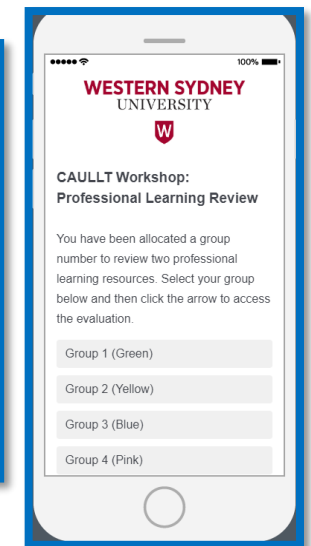 100%
WESTERN SYDNEY
UNIVERSITY
W
CAULLT Workshop:
Professional Learning Review
You have been allocated a group
number to review two professional
learning resources. Select your group
below and then click the arrow to access
the evaluation.
Group 1 (Green)
Group 2 (Yellow)
Group 3 (Blue)
Group 4 (Pink)